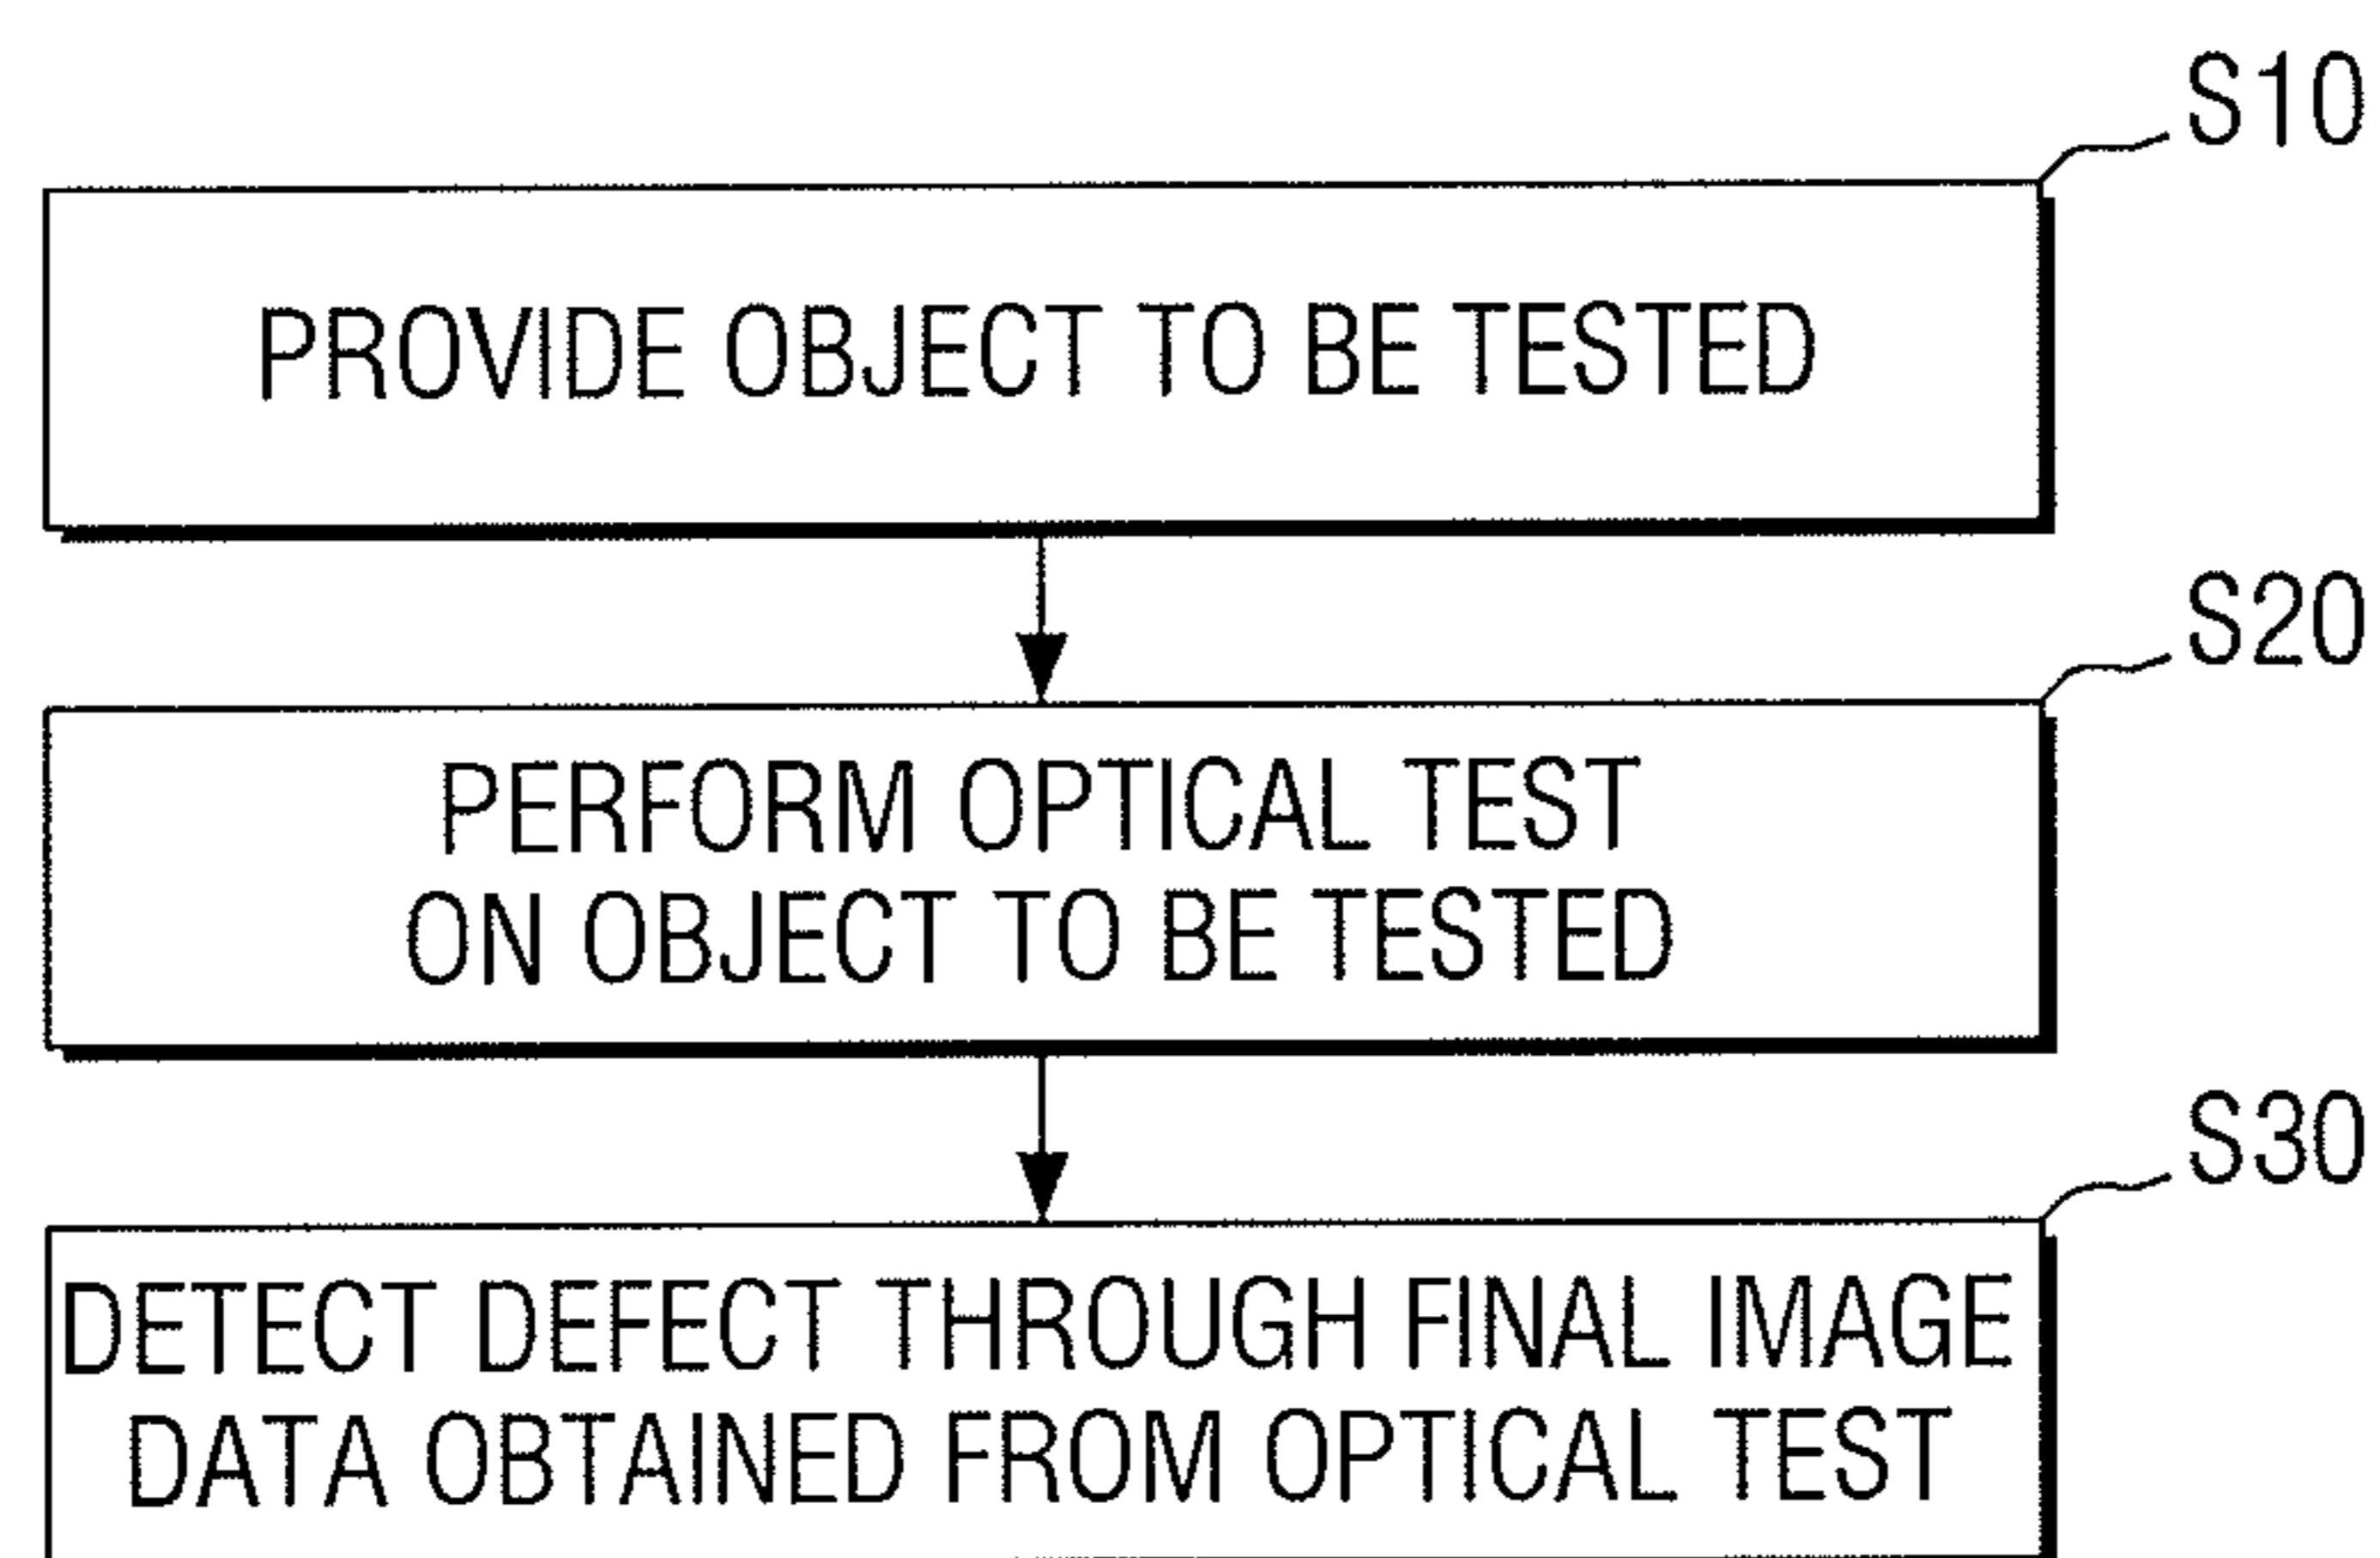 S10
PROVIDE OBJECT TO BE TESTED
S20
PERFORM OPTICAL TEST
ON OBJECT TO BE TESTED
S30
DETECT DEFECT THROUGH FINAL IMAGE
DATA OBTAINED FROM OPTICAL TEST